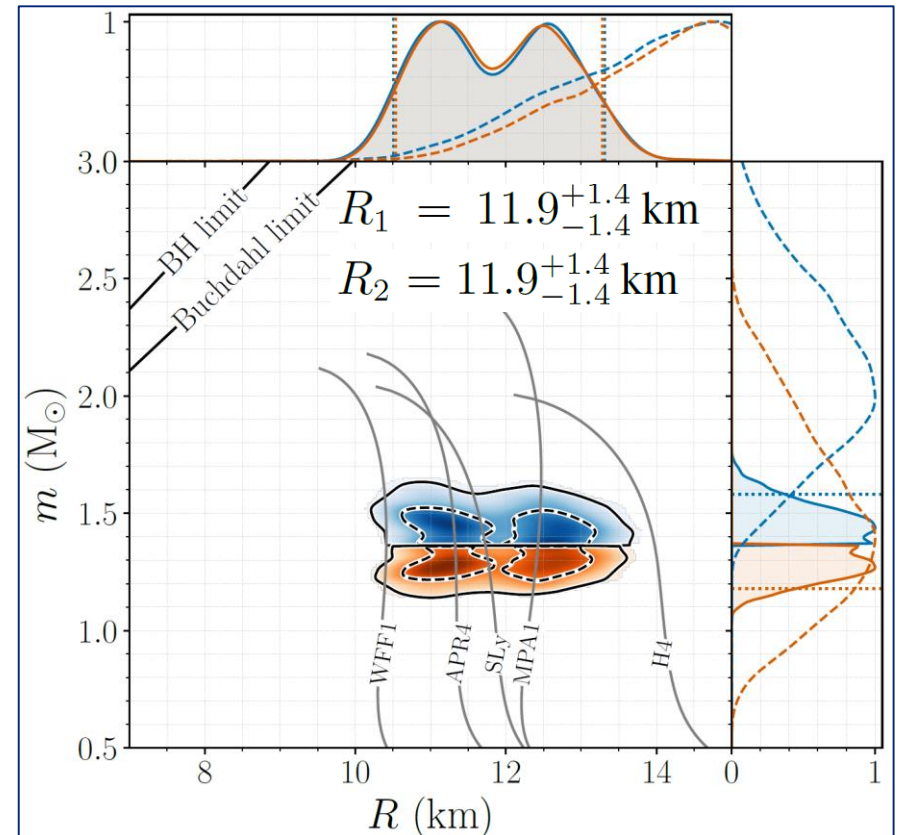 1
3.0
BH limit
Buchdahl limit
R₁ = 11.9⁺¹·⁴₋₁.₄ km
R₂ = 11.9⁺¹·⁴₋₁.₄ km
2.5
2.0
1.5
1.0
0.5
m (M⊙)
WFF1
APR4
SLy
MPA1
H4
8 10 12 14 0 1
R (km)